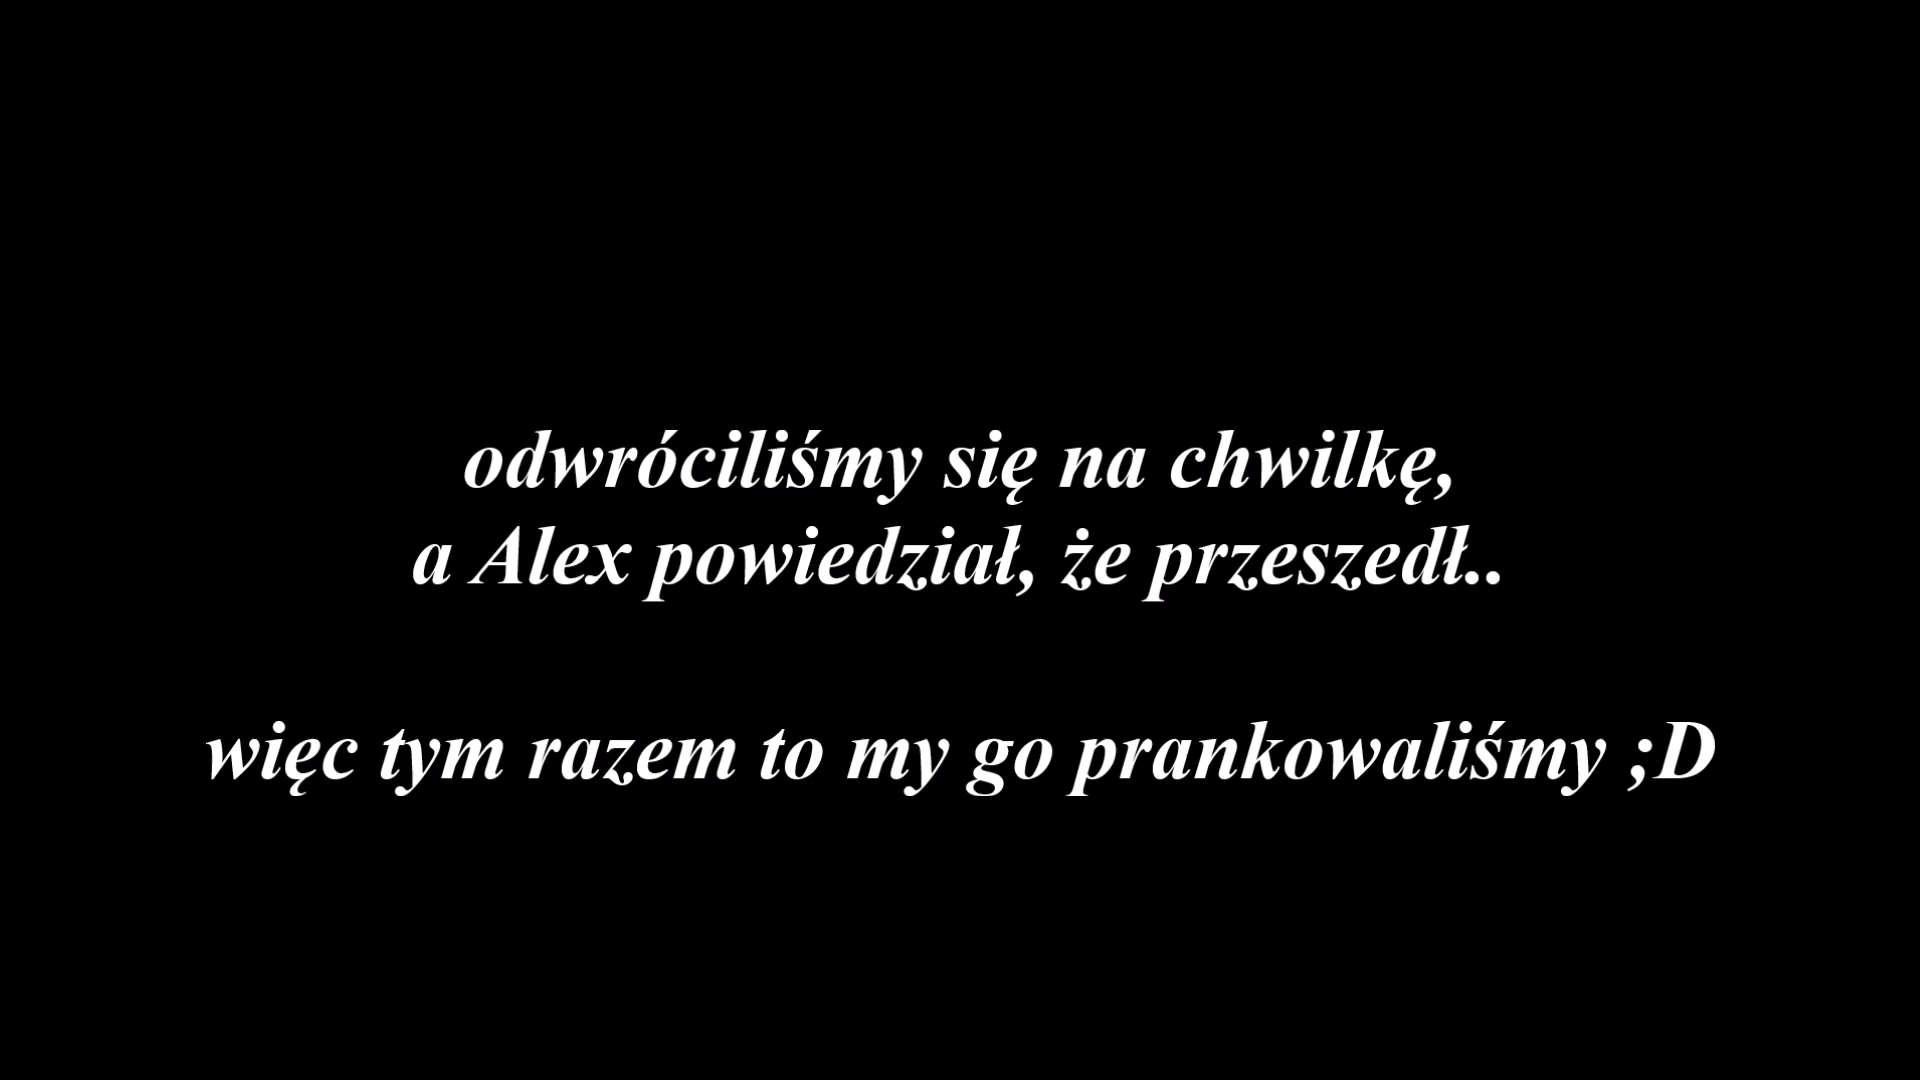 odwróciliśmy się na chwilkę,
a Alex powiedział, że przeszedł..
więc tym razem to my go prankowaliśmy ;D